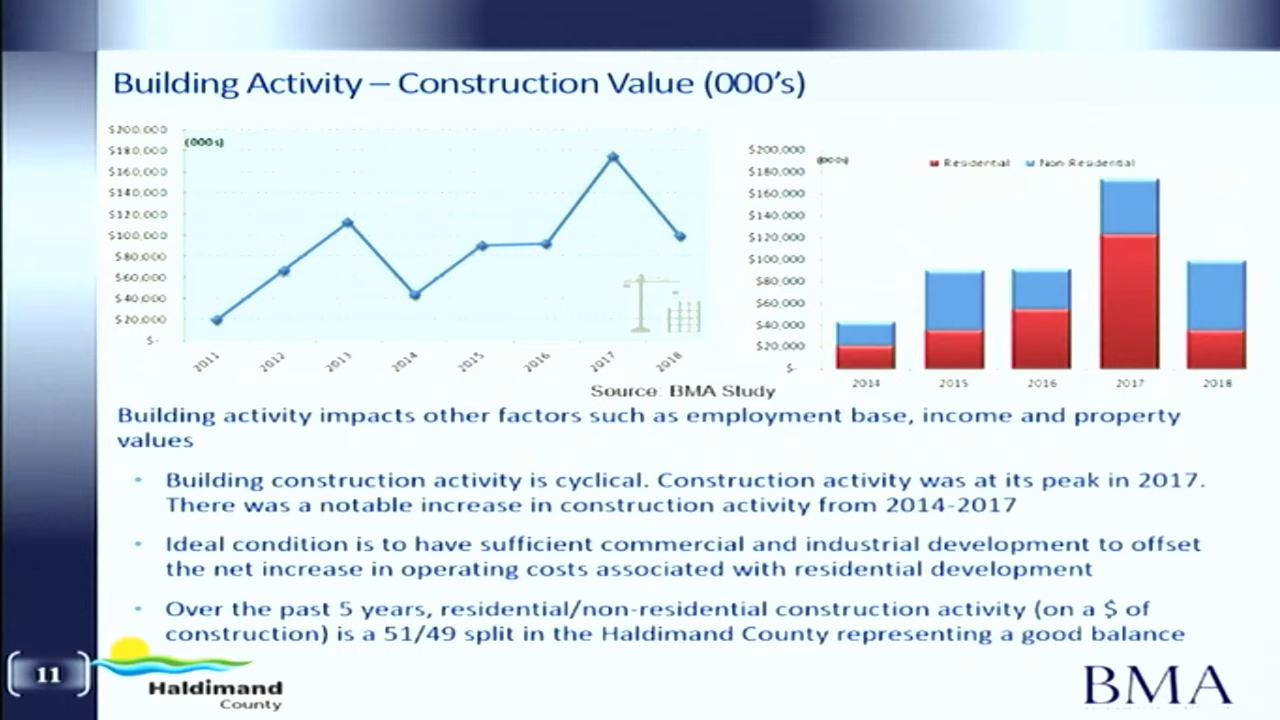 Building Activity – Construction Value (000's)
$200,000
$180,000
$160,000
$140,000
$120,000
$100,000
$80,000
$60,000
$40,000
$20,000
$-
(000s)
2011
2012
2013
2014
2015
2016
2017
2018
$200,000
$180,000
$160,000
$140,000
$120,000
$100,000
$80,000
$60,000
$40,000
$20,000
$-
(000s)
Residential
Non-Residential
2014
2015
2016
2017
2018
Source: BMA Study
Building activity impacts other factors such as employment base, income and property
values
• Building construction activity is cyclical. Construction activity was at its peak in 2017.
There was a notable increase in construction activity from 2014-2017
• Ideal condition is to have sufficient commercial and industrial development to offset
the net increase in operating costs associated with residential development
• Over the past 5 years, residential/non-residential construction activity (on a $ of
construction) is a 51/49 split in the Haldimand County representing a good balance
11
Haldimand
County
BMA